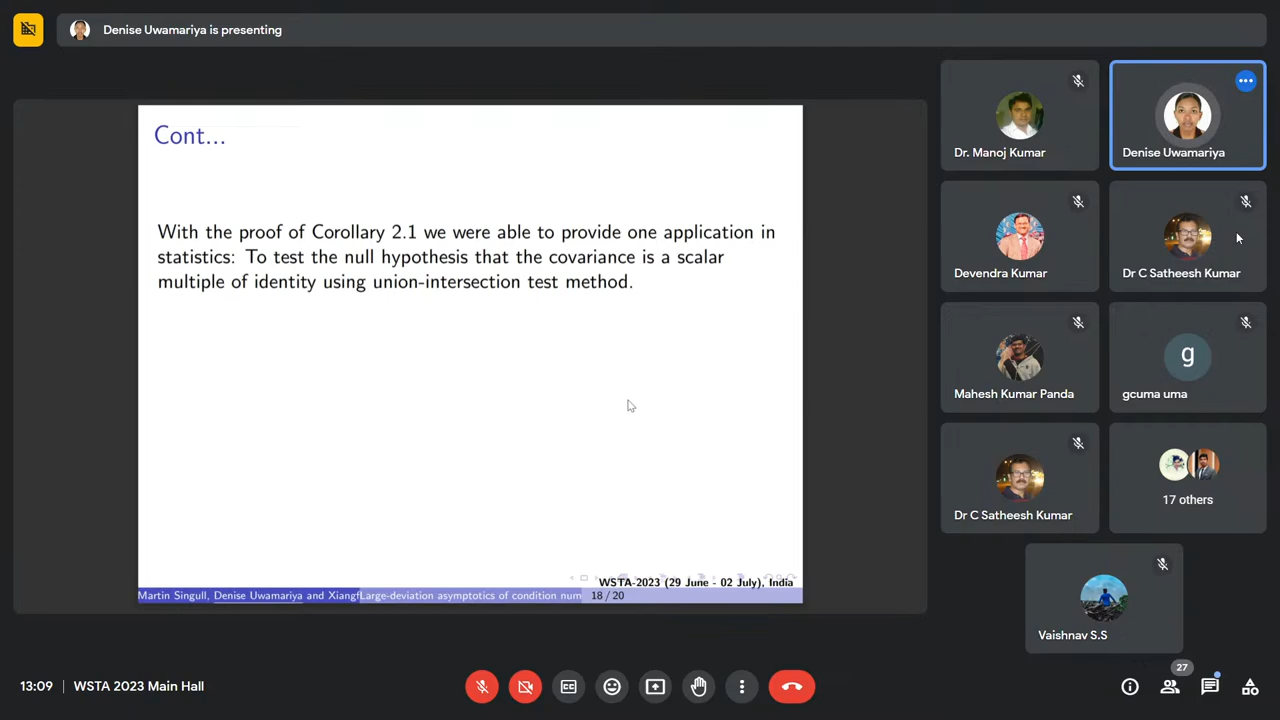 Denise Uwamariya is presenting
Cont...
With the proof of Corollary 2.1 we were able to provide one application in
statistics: To test the null hypothesis that the covariance is a scalar
multiple of identity using union-intersection test method.
WSTA-2023 (29 June - 02 July), India
Martin Singull, Denise Uwamariya and Xiangf
Large-deviation asymptotics of condition num
18 / 20
Dr. Manoj Kumar
Denise Uwamariya
Devendra Kumar
Dr C Satheesh Kumar
Mahesh Kumar Panda
g
gcuma uma
Dr C Satheesh Kumar
17 others
Vaishnav S.S
13:09 | WSTA 2023 Main Hall
27